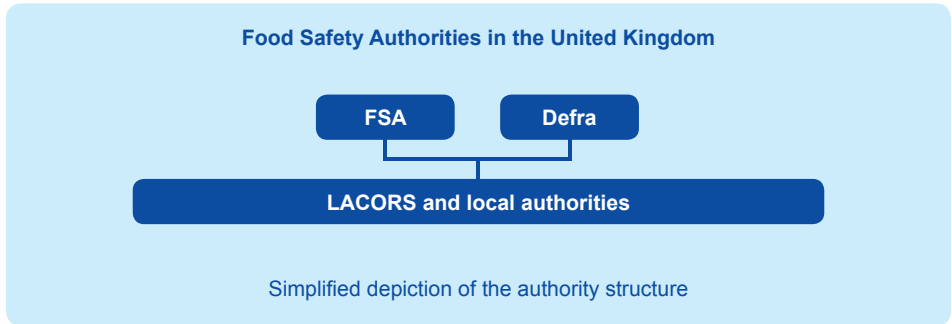 Food Safety Authorities in the United Kingdom
FSA
Defra
LACORS and local authorities
Simplified depiction of the authority structure